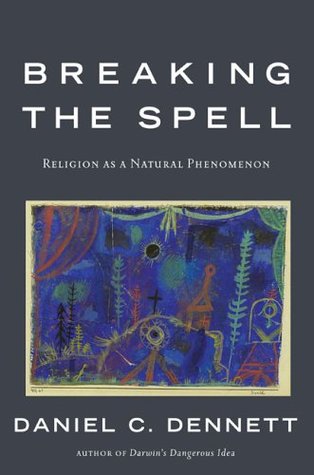 BREAKING
THE SPELL
RELIGION AS A NATURAL PHENOMENON
DANIEL C. DENNETT
AUTHOR OF Darwin's Dangerous Idea